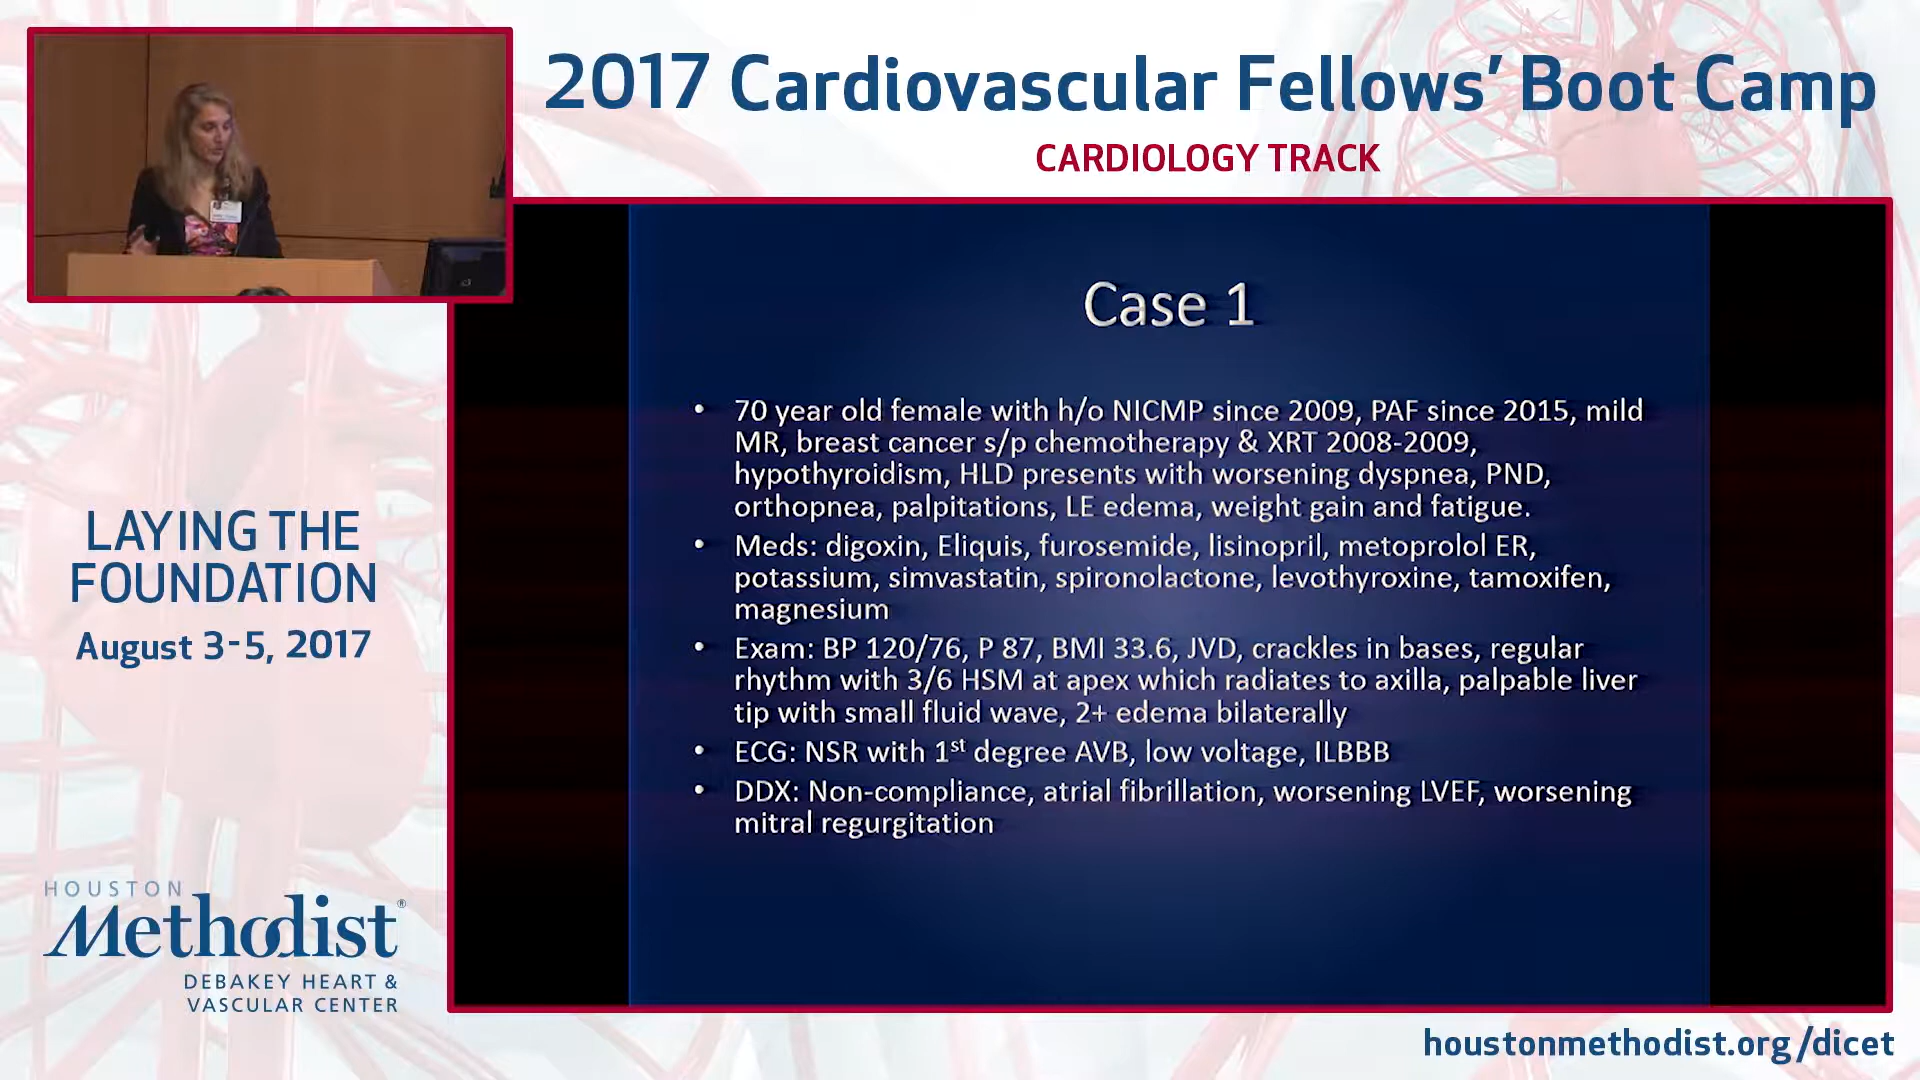 2017 Cardiovascular Fellows' Boot Camp
CARDIOLOGY TRACK
Case 1
• 70 year old female with h/o NICMP since 2009, PAF since 2015, mild
MR, breast cancer s/p chemotherapy & XRT 2008-2009,
hypothyroidism, HLD presents with worsening dyspnea, PND,
orthopnea, palpitations, LE edema, weight gain and fatigue.
• Meds: digoxin, Eliquis, furosemide, lisinopril, metoprolol ER,
potassium, simvastatin, spironolactone, levothyroxine, tamoxifen,
magnesium
• Exam: BP 120/76, P 87, BMI 33.6, JVD, crackles in bases, regular
rhythm with 3/6 HSM at apex which radiates to axilla, palpable liver
tip with small fluid wave, 2+ edema bilaterally
• ECG: NSR with 1st degree AVB, low voltage, ILBBB
• DDX: Non-compliance, atrial fibrillation, worsening LVEF, worsening
mitral regurgitation
LAYING THE
FOUNDATION
August 3-5, 2017
HOUSTON
Methodist®
DEBAKEY HEART &
VASCULAR CENTER
houstonmethodist.org/dicet